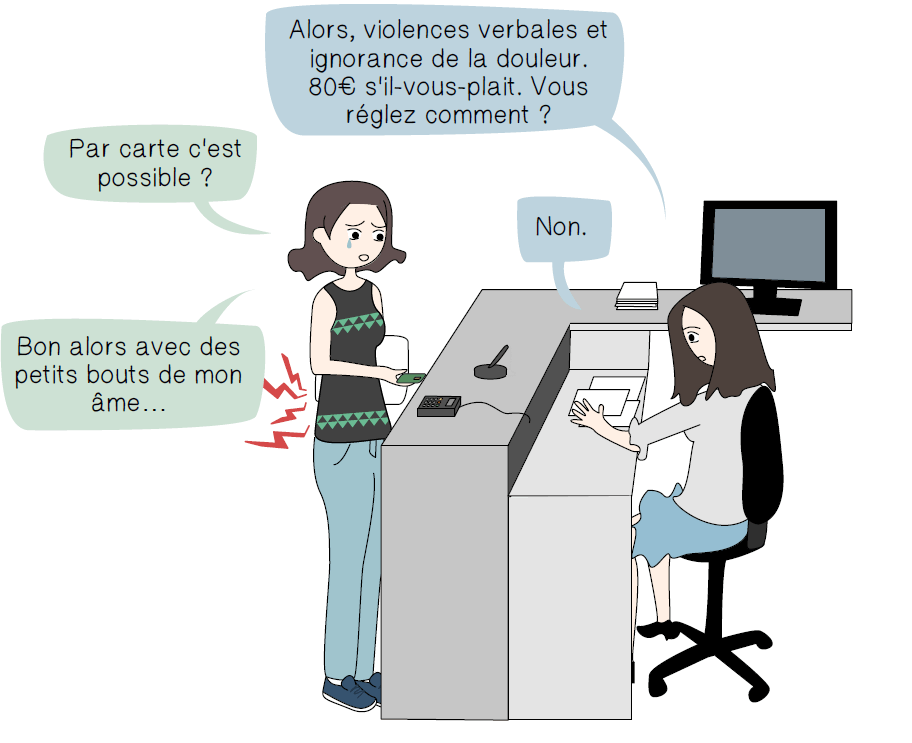 Alors, violences verbales et
ignorance de la douleur.
80€ s'il-vous-plait. Vous
réglez comment ?
Par carte c'est
possible ?
Non.
Bon alors avec des
petits bouts de mon
âme...